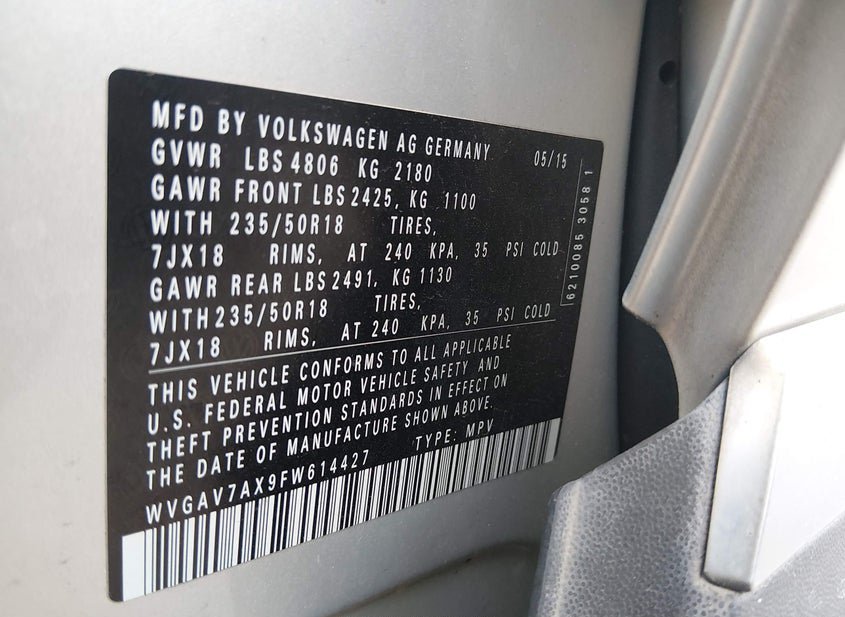 MFD BY VOLKSWAGEN AG GERMANY 05/15
GVWR LBS 4806 KG 2180
GAWR FRONT LBS 2425, KG 1100
WITH 235/50R18 TIRES,
7JX18 RIMS, AT 240 KPA, 35 PSI COLD
GAWR REAR LBS 2491, KG 1130
WITH 235/50R18 TIRES,
7JX18 RIMS, AT 240 KPA, 35 PSI COLD
THIS VEHICLE CONFORMS TO ALL APPLICABLE
U.S. FEDERAL MOTOR VEHICLE SAFETY AND
THEFT PREVENTION STANDARDS IN EFFECT ON
THE DATE OF MANUFACTURE SHOWN ABOVE.
WVGAV7AX9FW614427 TYPE: MPV
6210085 3058 1